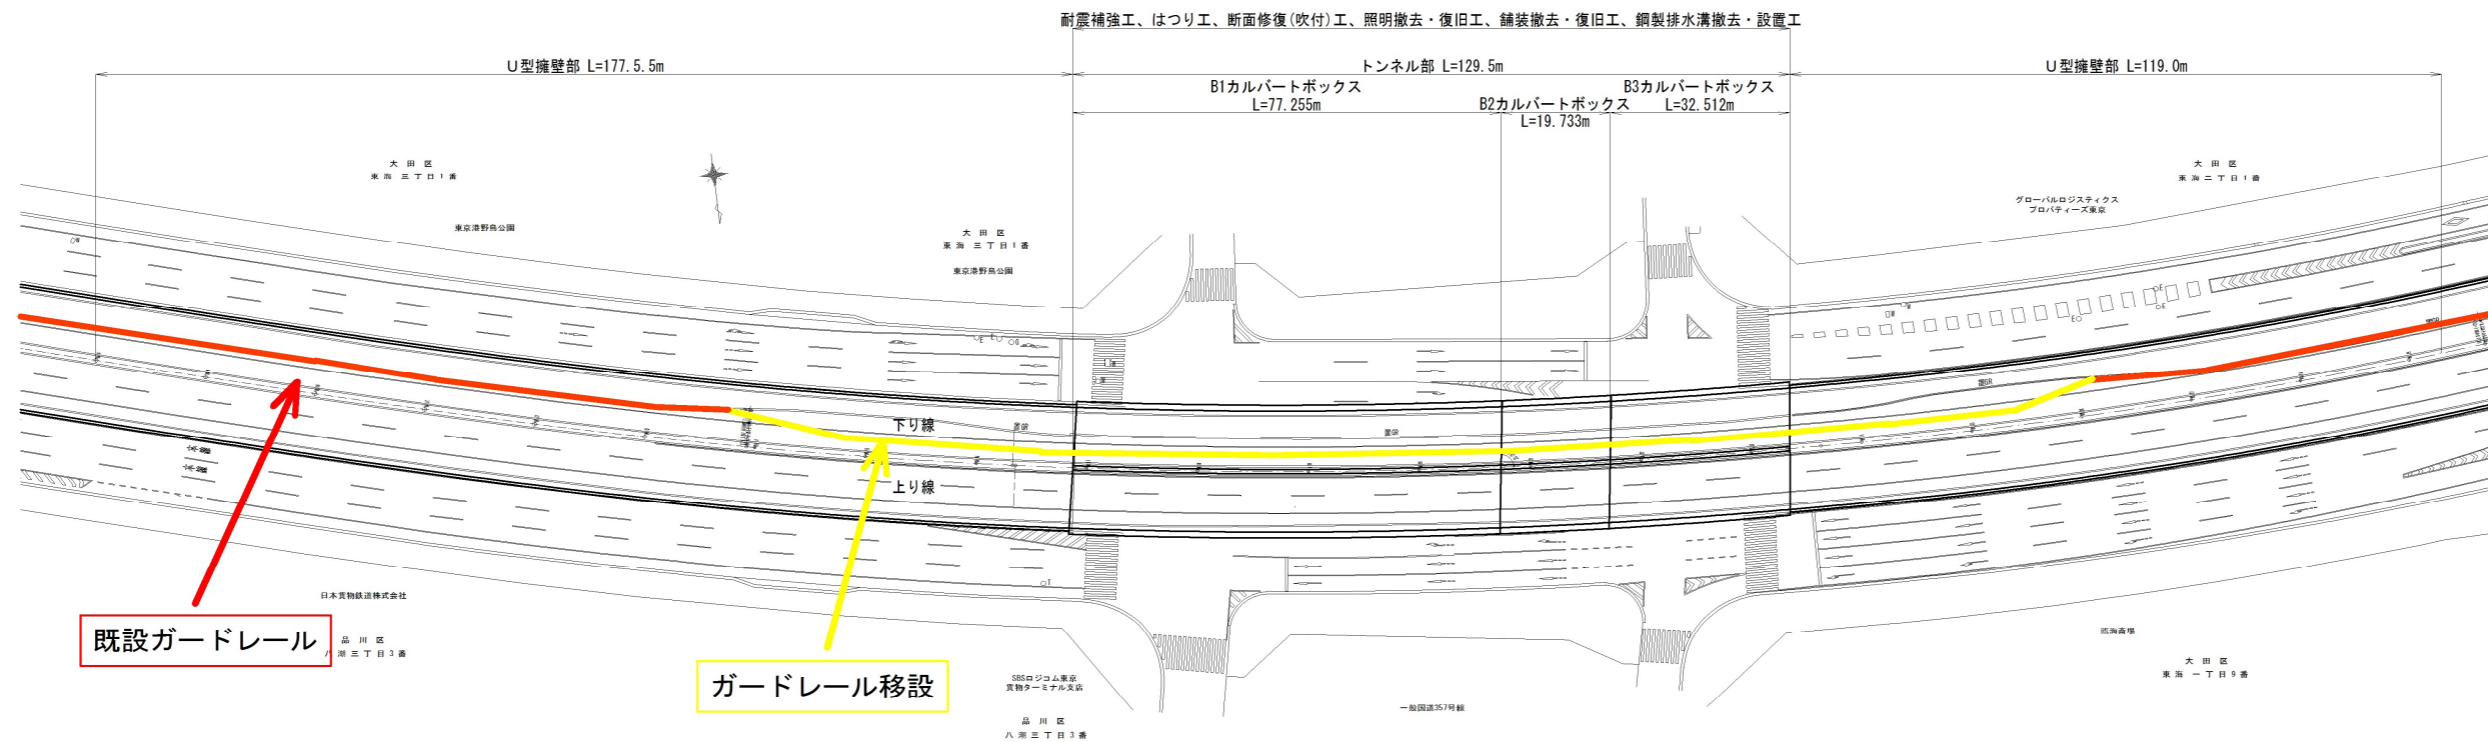 耐震補強工、はつり工、断面修復(吹付)工、照明撤去・復旧工、舗装撤去・復旧工、鋼製排水溝撤去・設置工
U型擁壁部 L=177.5.5m
トンネル部 L=129.5m
U型擁壁部 L=119.0m
B1カルバートボックス
L=77.255m
B2カルバートボックス
L=19.733m
B3カルバートボックス
L=32.512m
大田区
東海三丁目1番
東京港野鳥公園
大田区
東海三丁目1番
東京港野鳥公園
大田区
東海二丁目1番
グローバルロジスティクス
プロパティーズ東京
下り線
上り線
既設ガードレール
ガードレール移設
日本貨物鉄道株式会社
品川区
八潮三丁目3番
SBSロジコム東京
貨物ターミナル支店
品川区
八潮三丁目3番
一般国道357号線
臨海斎場
大田区
東海一丁目9番